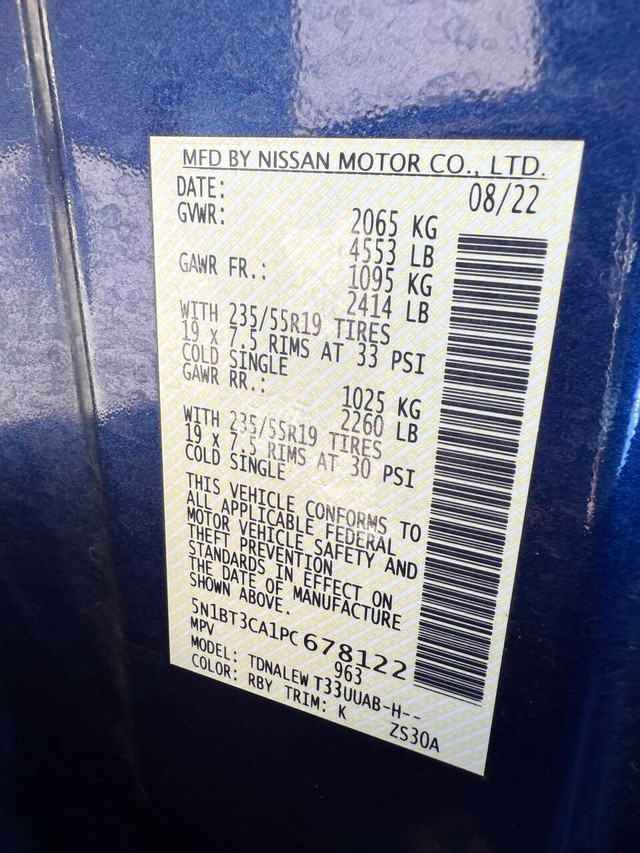 MFD BY NISSAN MOTOR CO., LTD.
DATE: 08/22
GVWR: 2065 KG
4553 LB
GAWR FR.: 1095 KG
2414 LB
WITH 235/55R19 TIRES
19 X 7.5 RIMS AT 33 PSI
COLD SINGLE
GAWR RR.: 1025 KG
2260 LB
WITH 235/55R19 TIRES
19 X 7.5 RIMS AT 30 PSI
COLD SINGLE
THIS VEHICLE CONFORMS TO
ALL APPLICABLE FEDERAL
MOTOR VEHICLE SAFETY AND
THEFT PREVENTION
STANDARDS IN EFFECT ON
THE DATE OF MANUFACTURE
SHOWN ABOVE.
5N1BT3CA1PC678122
MPV 963
MODEL: TDNALEW T33UUAB-H--
COLOR: RBY TRIM: K ZS30A